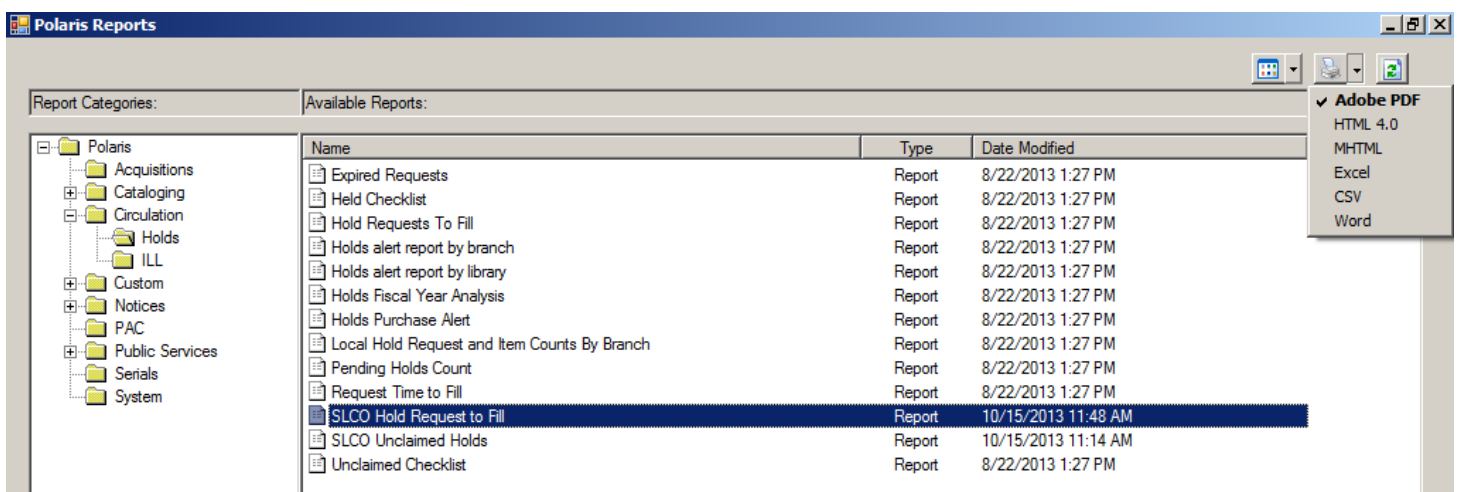 Polaris Reports
Report Categories:
Available Reports:
Adobe PDF
HTML 4.0
MHTML
Excel
CSV
Word
Polaris
Acquisitions
Cataloging
Circulation
Holds
ILL
Custom
Notices
PAC
Public Services
Serials
System
Name Type Date Modified
Expired Requests Report 8/22/2013 1:27 PM
Held Checklist Report 8/22/2013 1:27 PM
Hold Requests To Fill Report 8/22/2013 1:27 PM
Holds alert report by branch Report 8/22/2013 1:27 PM
Holds alert report by library Report 8/22/2013 1:27 PM
Holds Fiscal Year Analysis Report 8/22/2013 1:27 PM
Holds Purchase Alert Report 8/22/2013 1:27 PM
Local Hold Request and Item Counts By Branch Report 8/22/2013 1:27 PM
Pending Holds Count Report 8/22/2013 1:27 PM
Request Time to Fill Report 8/22/2013 1:27 PM
SLCO Hold Request to Fill Report 10/15/2013 11:48 AM
SLCO Unclaimed Holds Report 10/15/2013 11:14 AM
Unclaimed Checklist Report 8/22/2013 1:27 PM